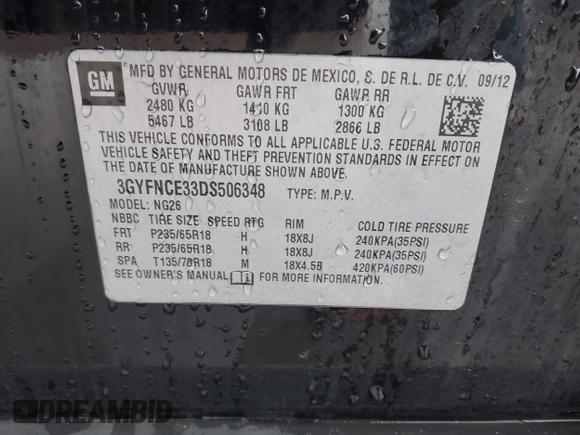 GM
MFD BY GENERAL MOTORS DE MEXICO, S. DE R.L. DE C.V. 09/12
GVWR GAWR FRT GAWR RR
2480 KG 1410 KG 1300 KG
5467 LB 3108 LB 2866 LB
THIS VEHICLE CONFORMS TO ALL APPLICABLE U.S. FEDERAL MOTOR
VEHICLE SAFETY, AND THEFT PREVENTION STANDARDS IN EFFECT ON
THE DATE OF MANUFACTURE SHOWN ABOVE.
3GYFNCE33DS506348 TYPE: M.P.V.
MODEL: NG26
NBBC TIRE SIZE SPEED RTG RIM COLD TIRE PRESSURE
FRT P235/65R18 H 18X8J 240KPA(35PSI)
RR P235/65R18 H 18X8J 240KPA(35PSI)
SPA T135/70R18 M 18X4.5B 420KPA(60PSI)
SEE OWNER'S MANUAL FOR MORE INFORMATION.
DREAMBID